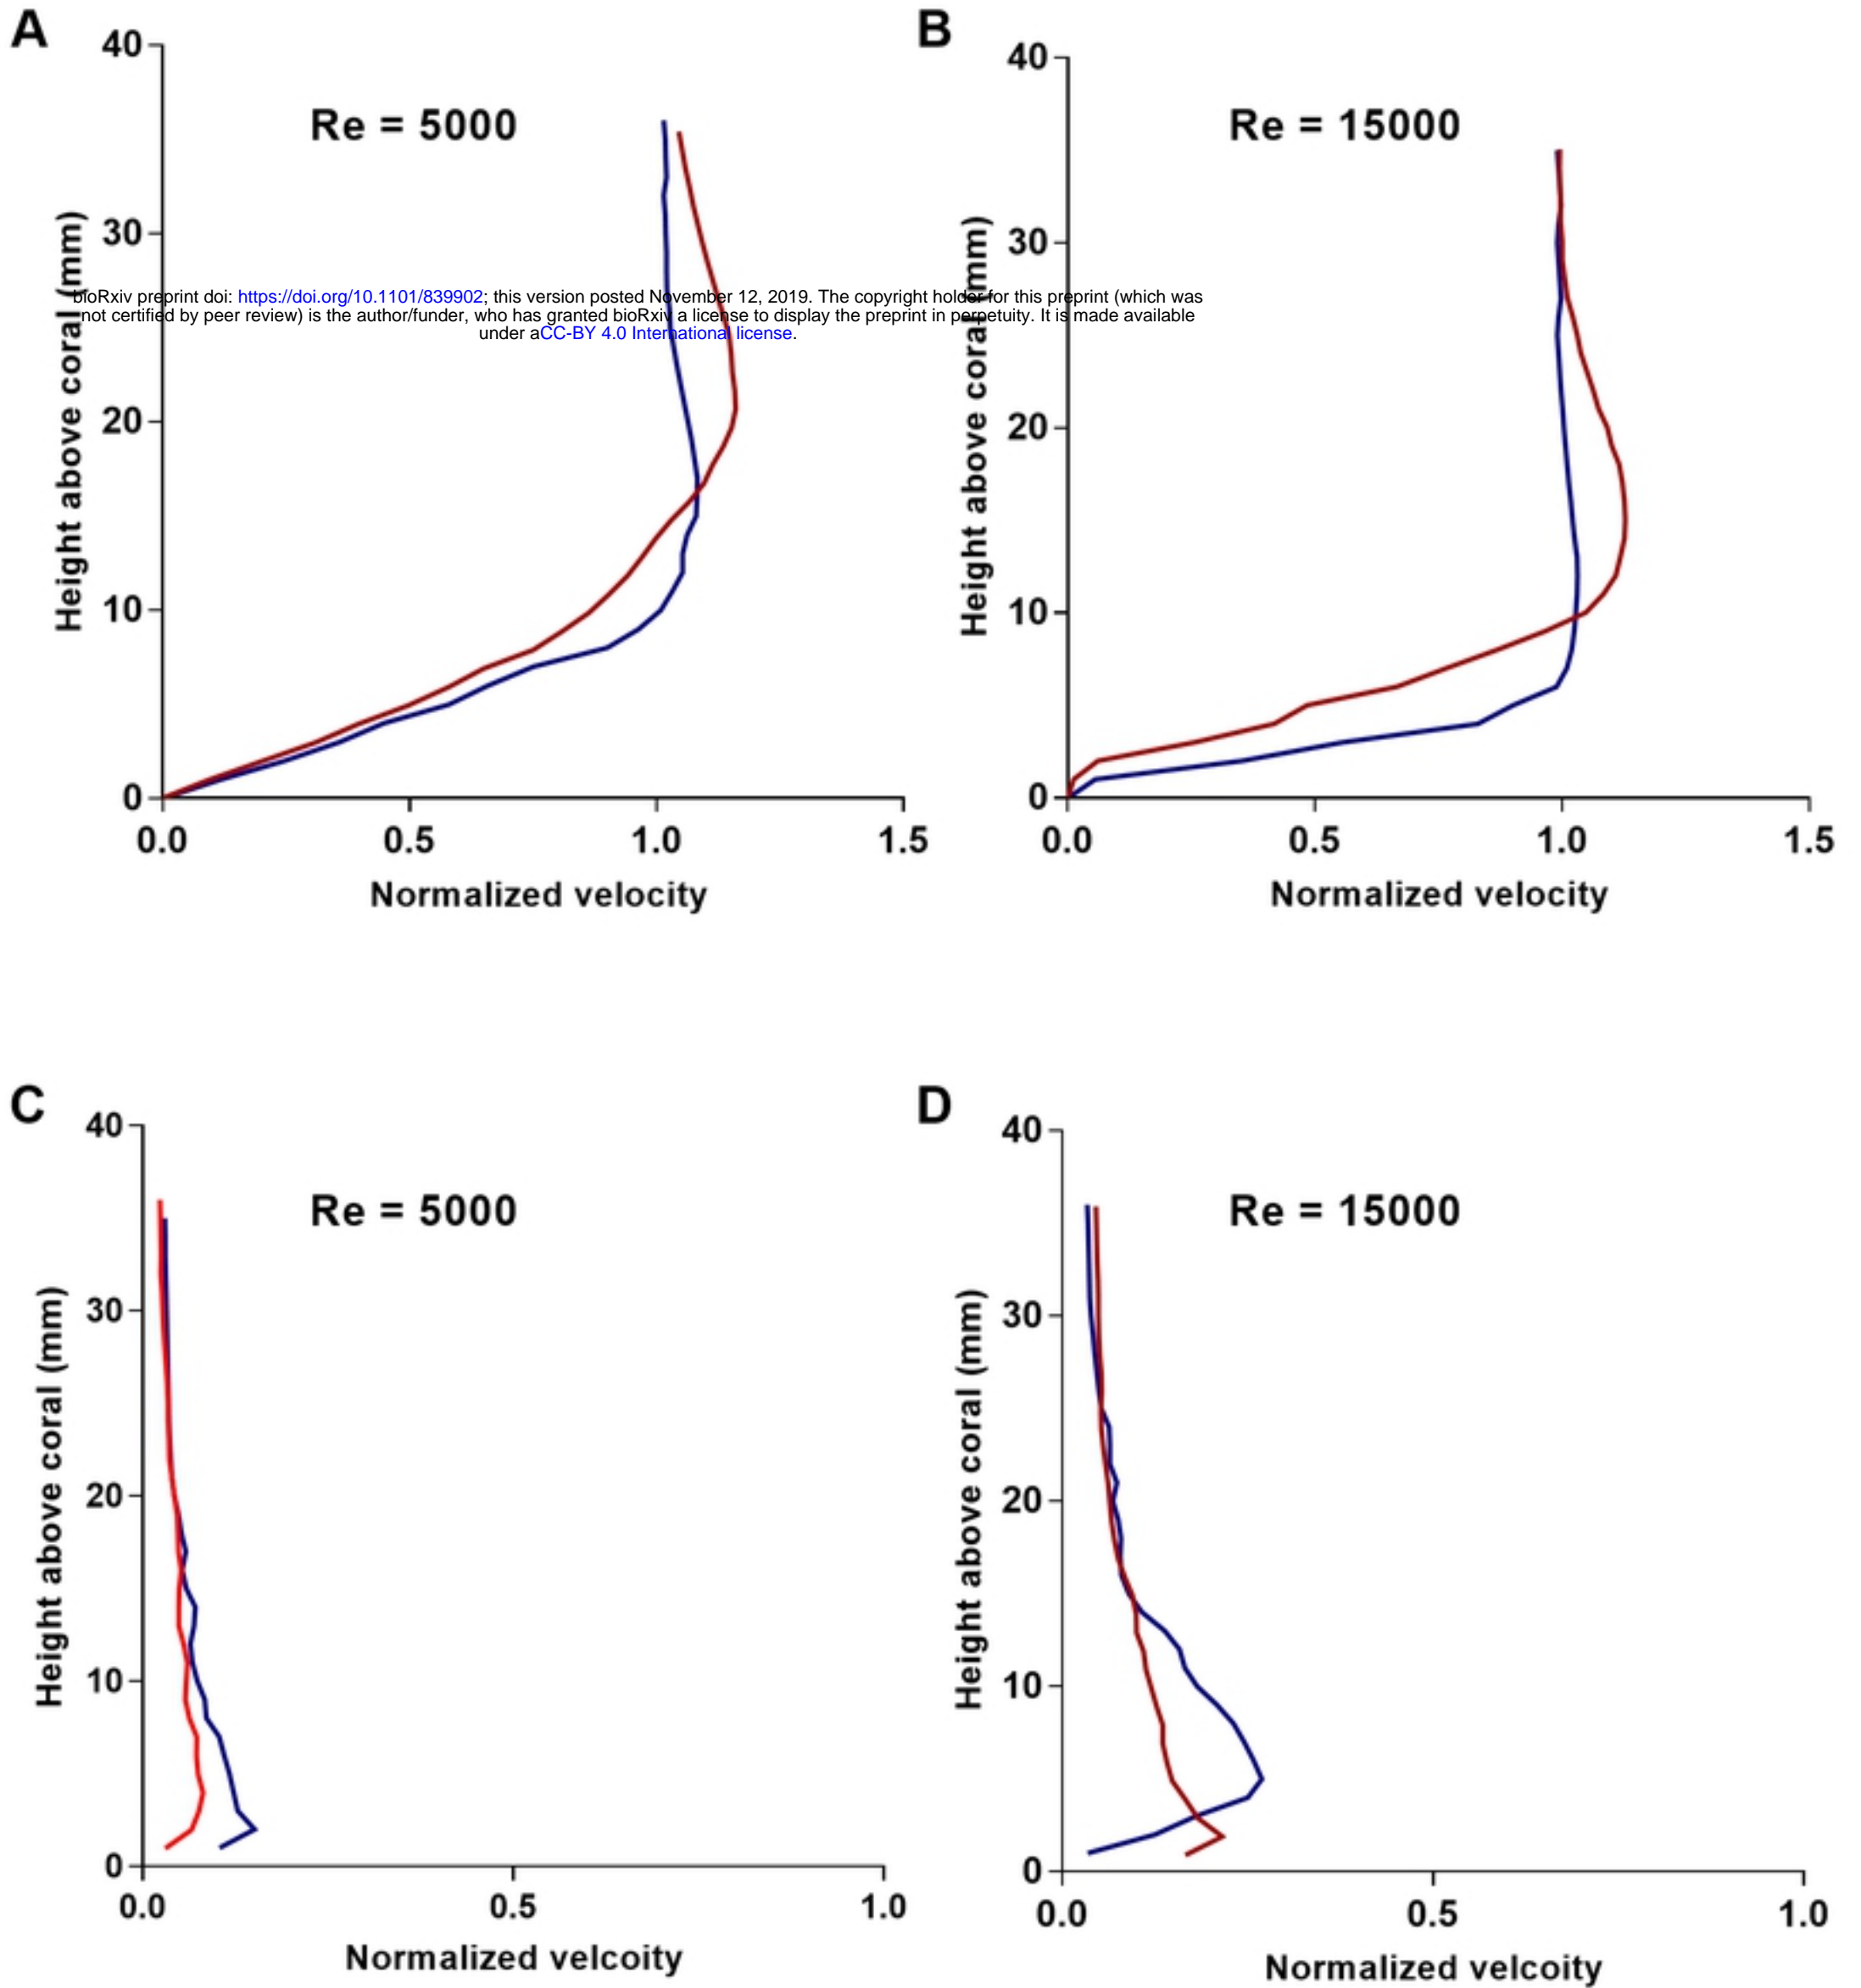 A
B
40
Re = 5000
30
20
10
0
0.0 0.5 1.0 1.5
Height above coral (mm)
Normalized velocity
40
Re = 15000
30
20
10
0
0.0 0.5 1.0 1.5
Height above coral (mm)
Normalized velocity
bioRxiv preprint doi: https://doi.org/10.1101/839902; this version posted November 12, 2019. The copyright holder for this preprint (which was
not certified by peer review) is the author/funder, who has granted bioRxiv a license to display the preprint in perpetuity. It is made available
under aCC-BY 4.0 International license.
C
D
40
Re = 5000
30
20
10
0
0.0 0.5 1.0
Height above coral (mm)
Normalized velcoity
40
Re = 15000
30
20
10
0
0.0 0.5 1.0
Height above coral (mm)
Normalized velcoity